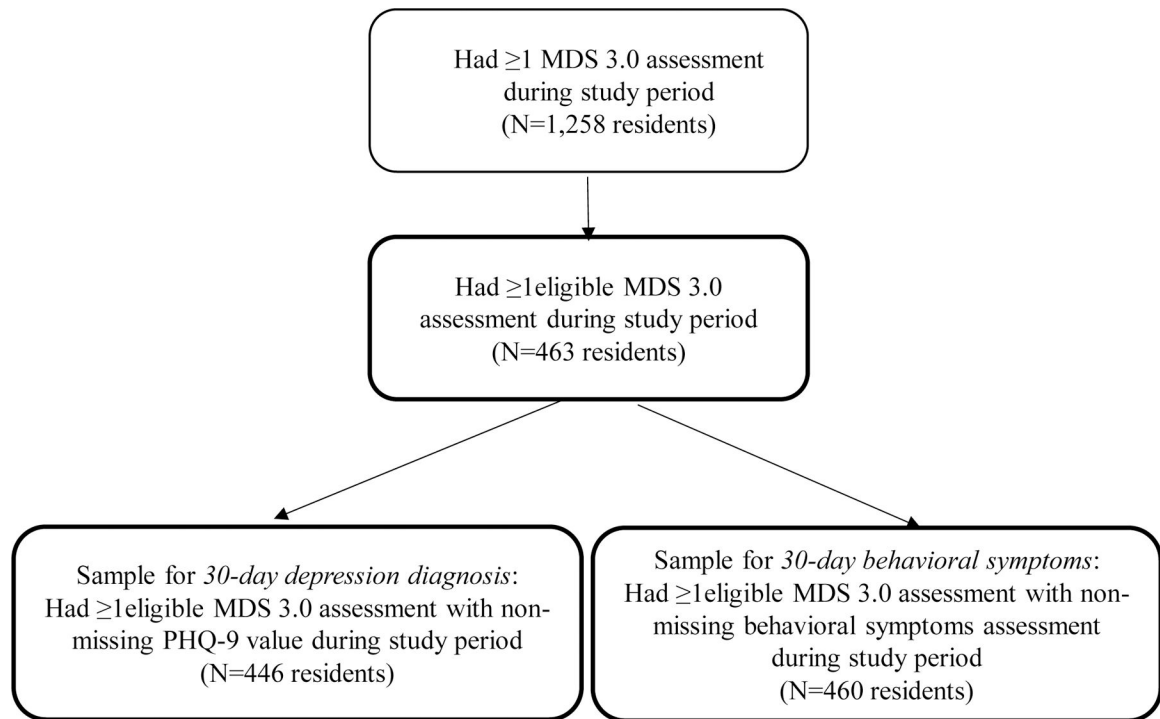 Had ≥1 MDS 3.0 assessment
during study period
(N=1,258 residents)
Had ≥1eligible MDS 3.0
assessment during study period
(N=463 residents)
Sample for 30-day depression diagnosis:
Had ≥1eligible MDS 3.0 assessment with non-
missing PHQ-9 value during study period
(N=446 residents)
Sample for 30-day behavioral symptoms:
Had ≥1eligible MDS 3.0 assessment with non-
missing behavioral symptoms assessment
during study period
(N=460 residents)